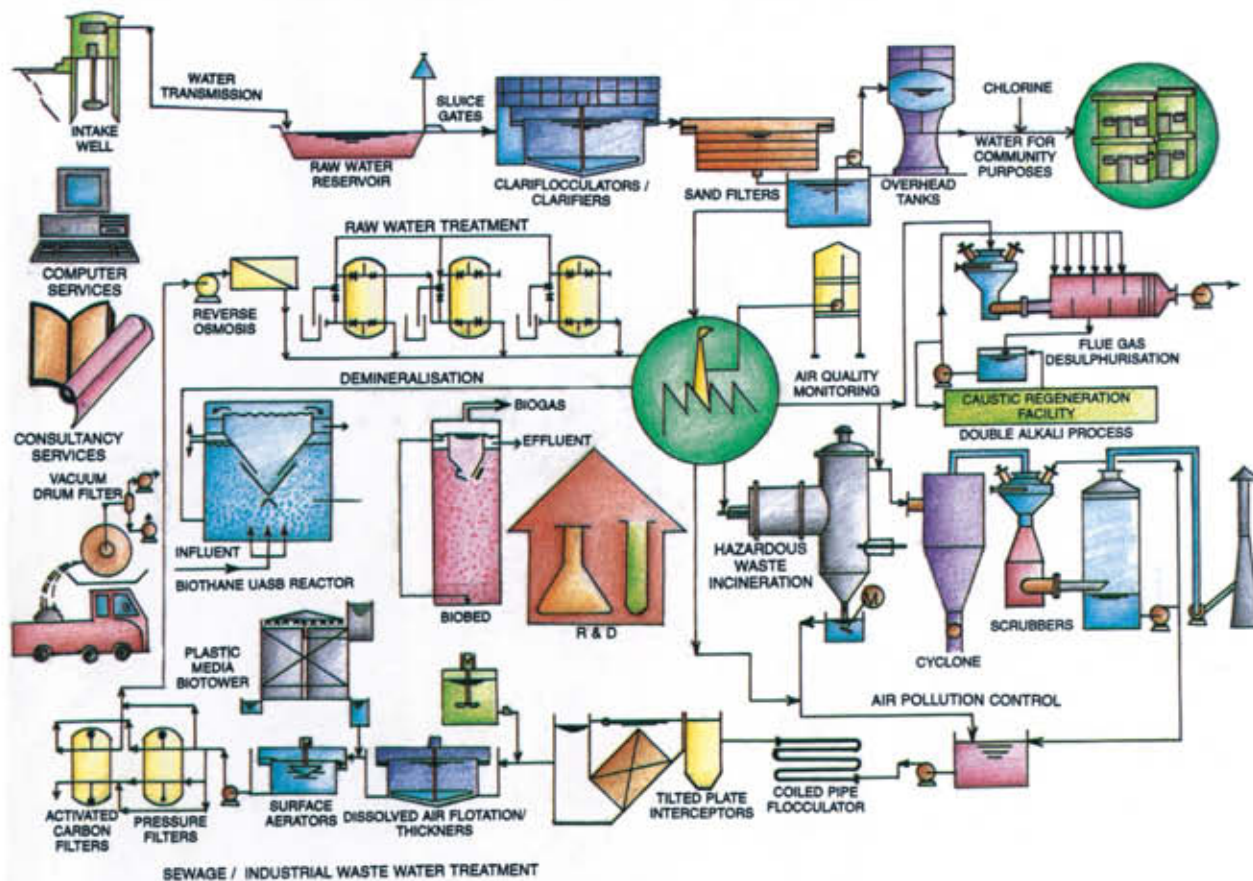 INTAKE
WELL
WATER
TRANSMISSION
RAW WATER
RESERVOIR
SLUICE
GATES
CLARIFLOCCULATORS /
CLARIFIERS
SAND FILTERS
OVERHEAD
TANKS
CHLORINE
WATER FOR
COMMUNITY
PURPOSES
COMPUTER
SERVICES
RAW WATER TREATMENT
REVERSE
OSMOSIS
DEMINERALISATION
AIR QUALITY
MONITORING
FLUE GAS
DESULPHURISATION
CAUSTIC REGENERATION
FACILITY
DOUBLE ALKALI PROCESS
CONSULTANCY
SERVICES
VACUUM
DRUM FILTER
INFLUENT
BIOTHANE UASB REACTOR
BIOGAS
EFFLUENT
BIOBED
R & D
HAZARDOUS
WASTE
INCINERATION
M
CYCLONE
SCRUBBERS
AIR POLLUTION CONTROL
PLASTIC
MEDIA
BIOTOWER
ACTIVATED
CARBON
FILTERS
PRESSURE
FILTERS
SURFACE
AERATORS
DISSOLVED AIR FLOTATION/
THICKNERS
TILTED PLATE
INTERCEPTORS
COILED PIPE
FLOCCULATOR
SEWAGE / INDUSTRIAL WASTE WATER TREATMENT